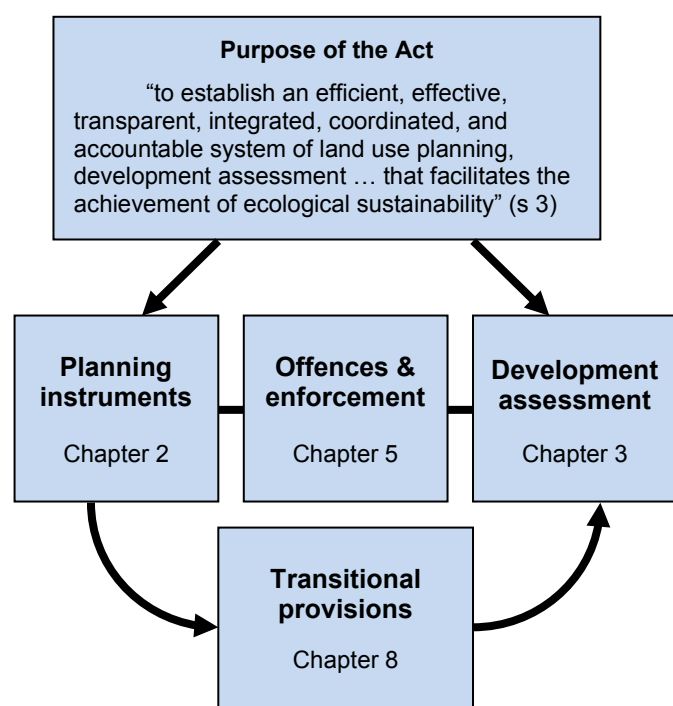 Purpose of the Act
“to establish an efficient, effective,
transparent, integrated, coordinated, and
accountable system of land use planning,
development assessment … that facilitates the
achievement of ecological sustainability” (s 3)
Planning
instruments
Chapter 2
Offences &
enforcement
Chapter 5
Development
assessment
Chapter 3
Transitional
provisions
Chapter 8